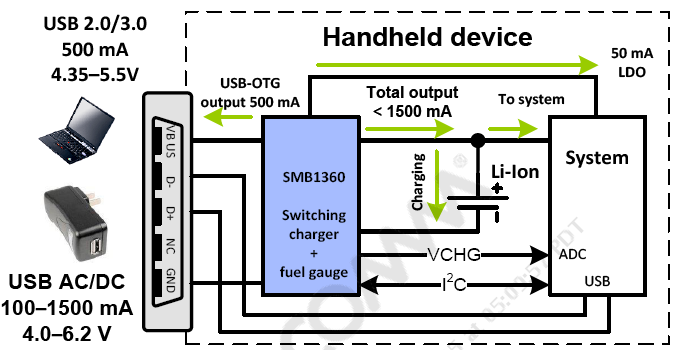 USB 2.0/3.0
500 mA
4.35–5.5V
Handheld device
50 mA
LDO
USB-OTG
output 500 mA
Total output
< 1500 mA
To system
VBUS
D-
D+
NC
GND
SMB1360
Switching
charger
+
fuel gauge
Charging
Li-Ion
+
–
System
VCHG
ADC
I²C
USB
USB AC/DC
100–1500 mA
4.0–6.2 V